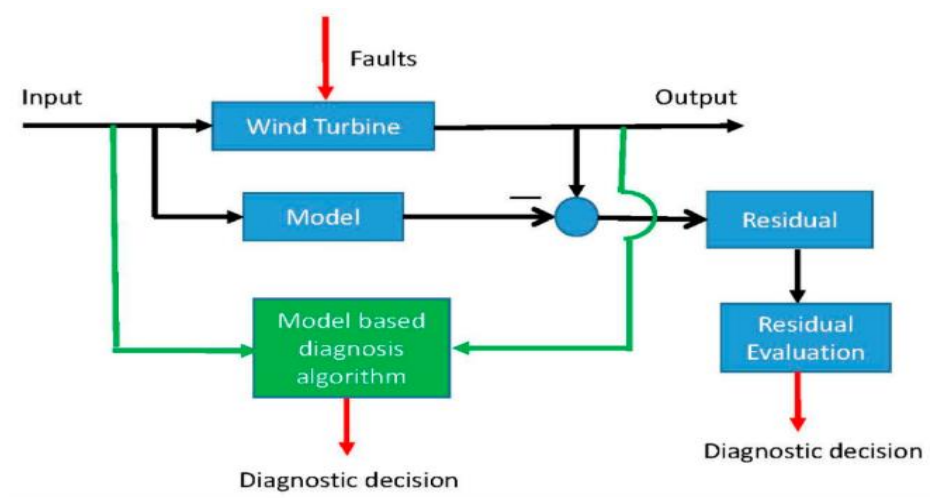 Faults
Input
Output
Wind Turbine
Model
—
Residual
Model based
diagnosis
algorithm
Residual
Evaluation
Diagnostic decision
Diagnostic decision